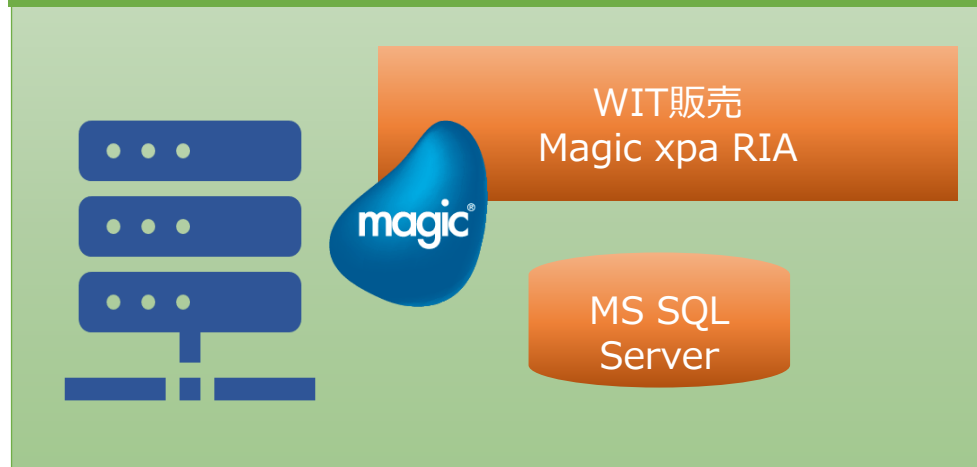 WIT販売
Magic xpa RIA
magic®
MS SQL
Server